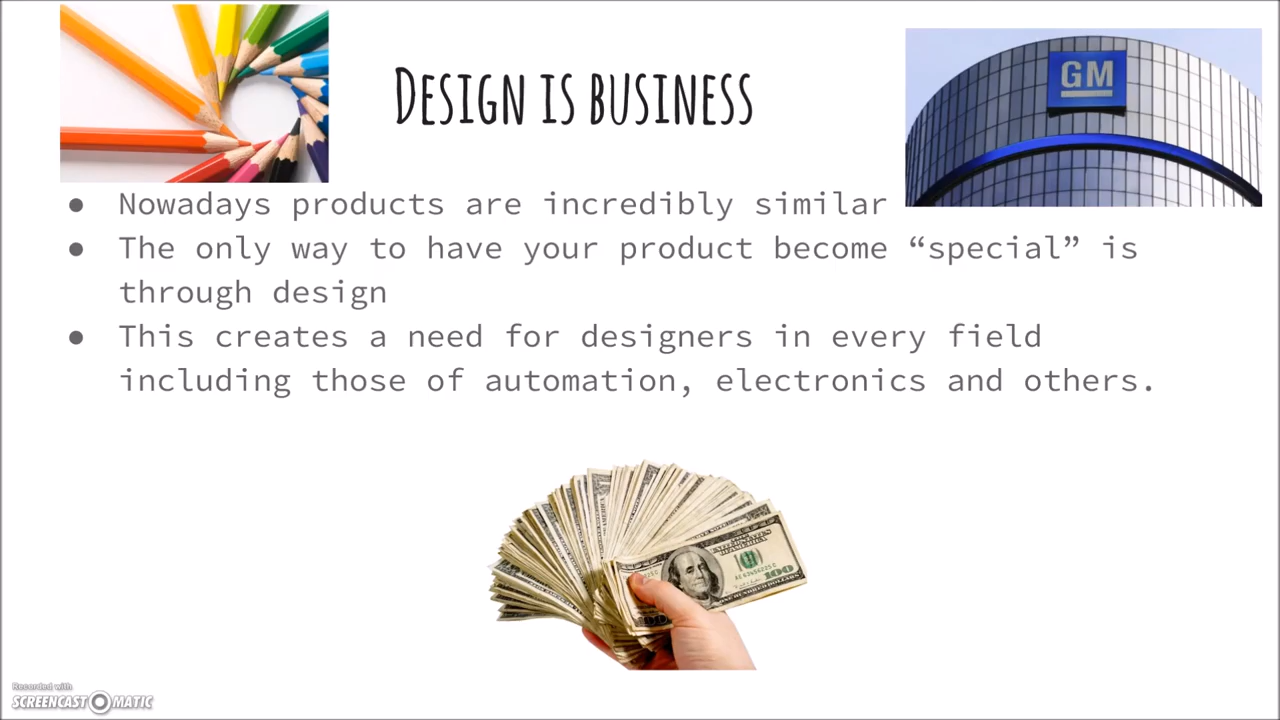 DESIGN IS BUSINESS
GM
● Nowadays products are incredibly similar
● The only way to have your product become “special” is
through design
● This creates a need for designers in every field
including those of automation, electronics and others.
100
Recorded with
SCREENCAST MATIC